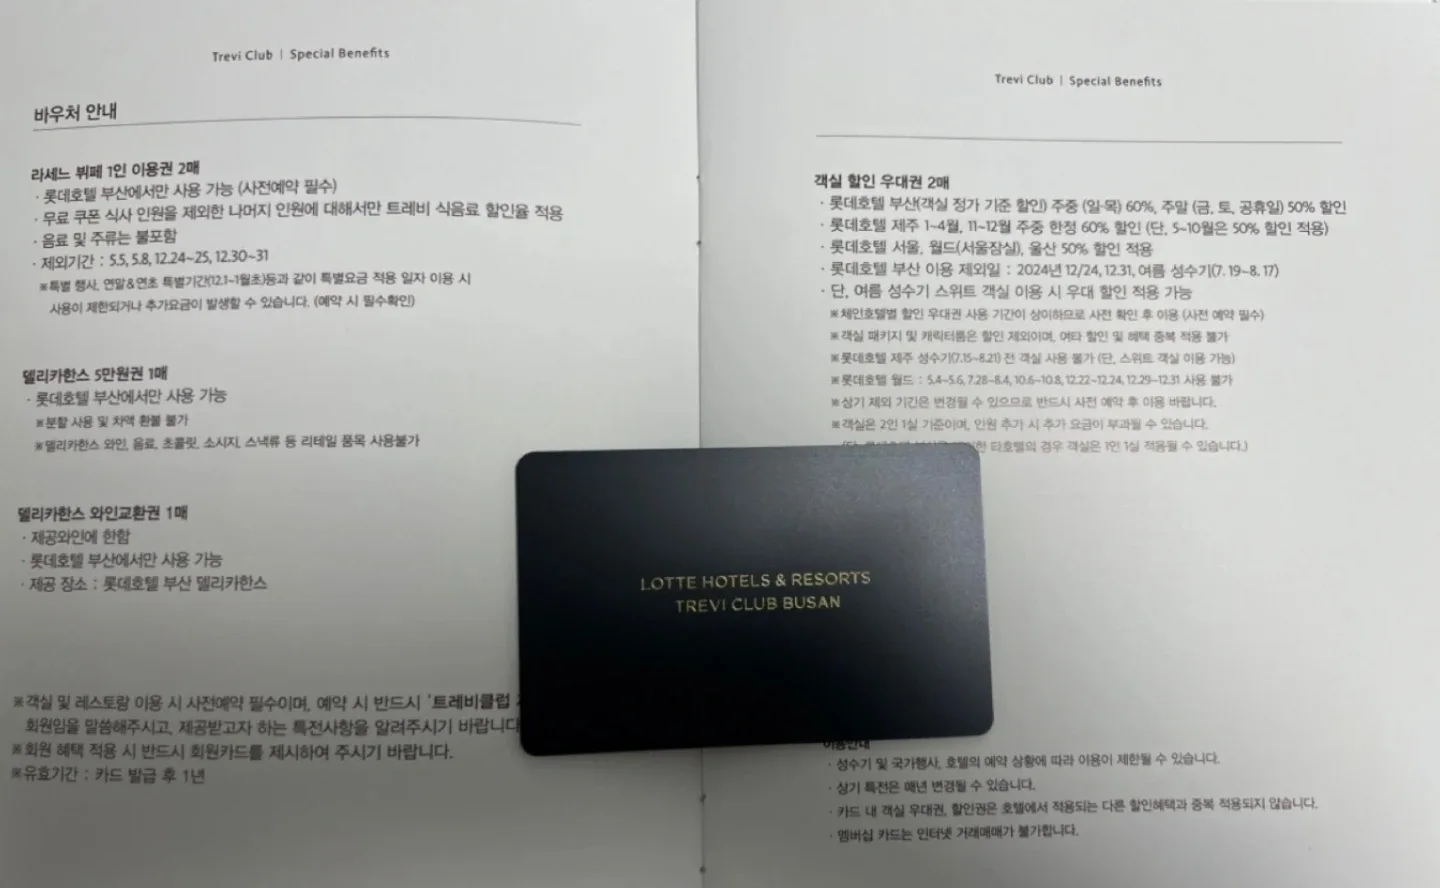 Trevi Club | Special Benefits
바우처 안내
라세느 뷔페 1인 이용권 2매
· 롯데호텔 부산에서만 사용 가능 (사전예약 필수)
· 무료 쿠폰 식사 인원을 제외한 나머지 인원에 대해서만 트레비 식음료 할인율 적용
· 음료 및 주류는 불포함
· 제외기간 : 5.5, 5.8, 12.24~25, 12.30~31
※특별 행사, 연말&연초 특별기간(12.1~1월초)등과 같이 특별요금 적용 일자 이용 시
사용이 제한되거나 추가요금이 발생할 수 있습니다. (예약 시 필수확인)
델리카한스 5만원권 1매
· 롯데호텔 부산에서만 사용 가능
※분할 사용 및 차액 환불 불가
※델리카한스 와인, 음료, 초콜릿, 소시지, 스낵류 등 리테일 품목 사용불가
델리카한스 와인교환권 1매
· 제공와인에 한함
· 롯데호텔 부산에서만 사용 가능
· 제공 장소 : 롯데호텔 부산 델리카한스
※객실 및 레스토랑 이용 시 사전예약 필수이며, 예약 시 반드시 '트레비클럽
회원임을 말씀해주시고, 제공받고자 하는 특전사항을 알려주시기 바랍니다
※회원 혜택 적용 시 반드시 회원카드를 제시하여 주시기 바랍니다.
※유효기간 : 카드 발급 후 1년
Trevi Club | Special Benefits
객실 할인 우대권 2매
· 롯데호텔 부산(객실 정가 기준 할인) 주중 (일-목) 60%, 주말 (금, 토, 공휴일) 50% 할인
· 롯데호텔 제주 1~4월, 11~12월 주중 한정 60% 할인 (단, 5~10월은 50% 할인 적용)
· 롯데호텔 서울, 월드(서울잠실), 울산 50% 할인 적용
· 롯데호텔 부산 이용 제외일 : 2024년 12/24, 12.31, 여름 성수기(7. 19~8. 17)
· 단, 여름 성수기 스위트 객실 이용 시 우대 할인 적용 가능
※체인호텔별 할인 우대권 사용 기간이 상이하므로 사전 확인 후 이용 (사전 예약 필수)
※객실 패키지 및 캐릭터룸은 할인 제외이며, 여타 할인 및 혜택 중복 적용 불가
※롯데호텔 제주 성수기(7.15~8.21) 전 객실 사용 불가 (단, 스위트 객실 이용 가능)
※롯데호텔 월드 : 5.4~5.6, 7.28~8.4, 10.6~10.8, 12.22~12.24, 12.29~12.31 사용 불가
※상기 제외 기간은 변경될 수 있으므로 반드시 사전 예약 후 이용 바랍니다.
※객실은 2인 1실 기준이며, 인원 추가 시 추가 요금이 부과될 수 있습니다.
타호텔의 경우 객실은 1인 1실 적용될 수 있습니다.)
LOTTE HOTELS & RESORTS
TREVI CLUB BUSAN
이용안내
· 성수기 및 국가행사, 호텔의 예약 상황에 따라 이용이 제한될 수 있습니다.
· 상기 특전은 매년 변경될 수 있습니다.
· 카드 내 객실 우대권, 할인권은 호텔에서 적용되는 다른 할인혜택과 중복 적용되지 않습니다.
· 멤버십 카드는 인터넷 거래매매가 불가합니다.